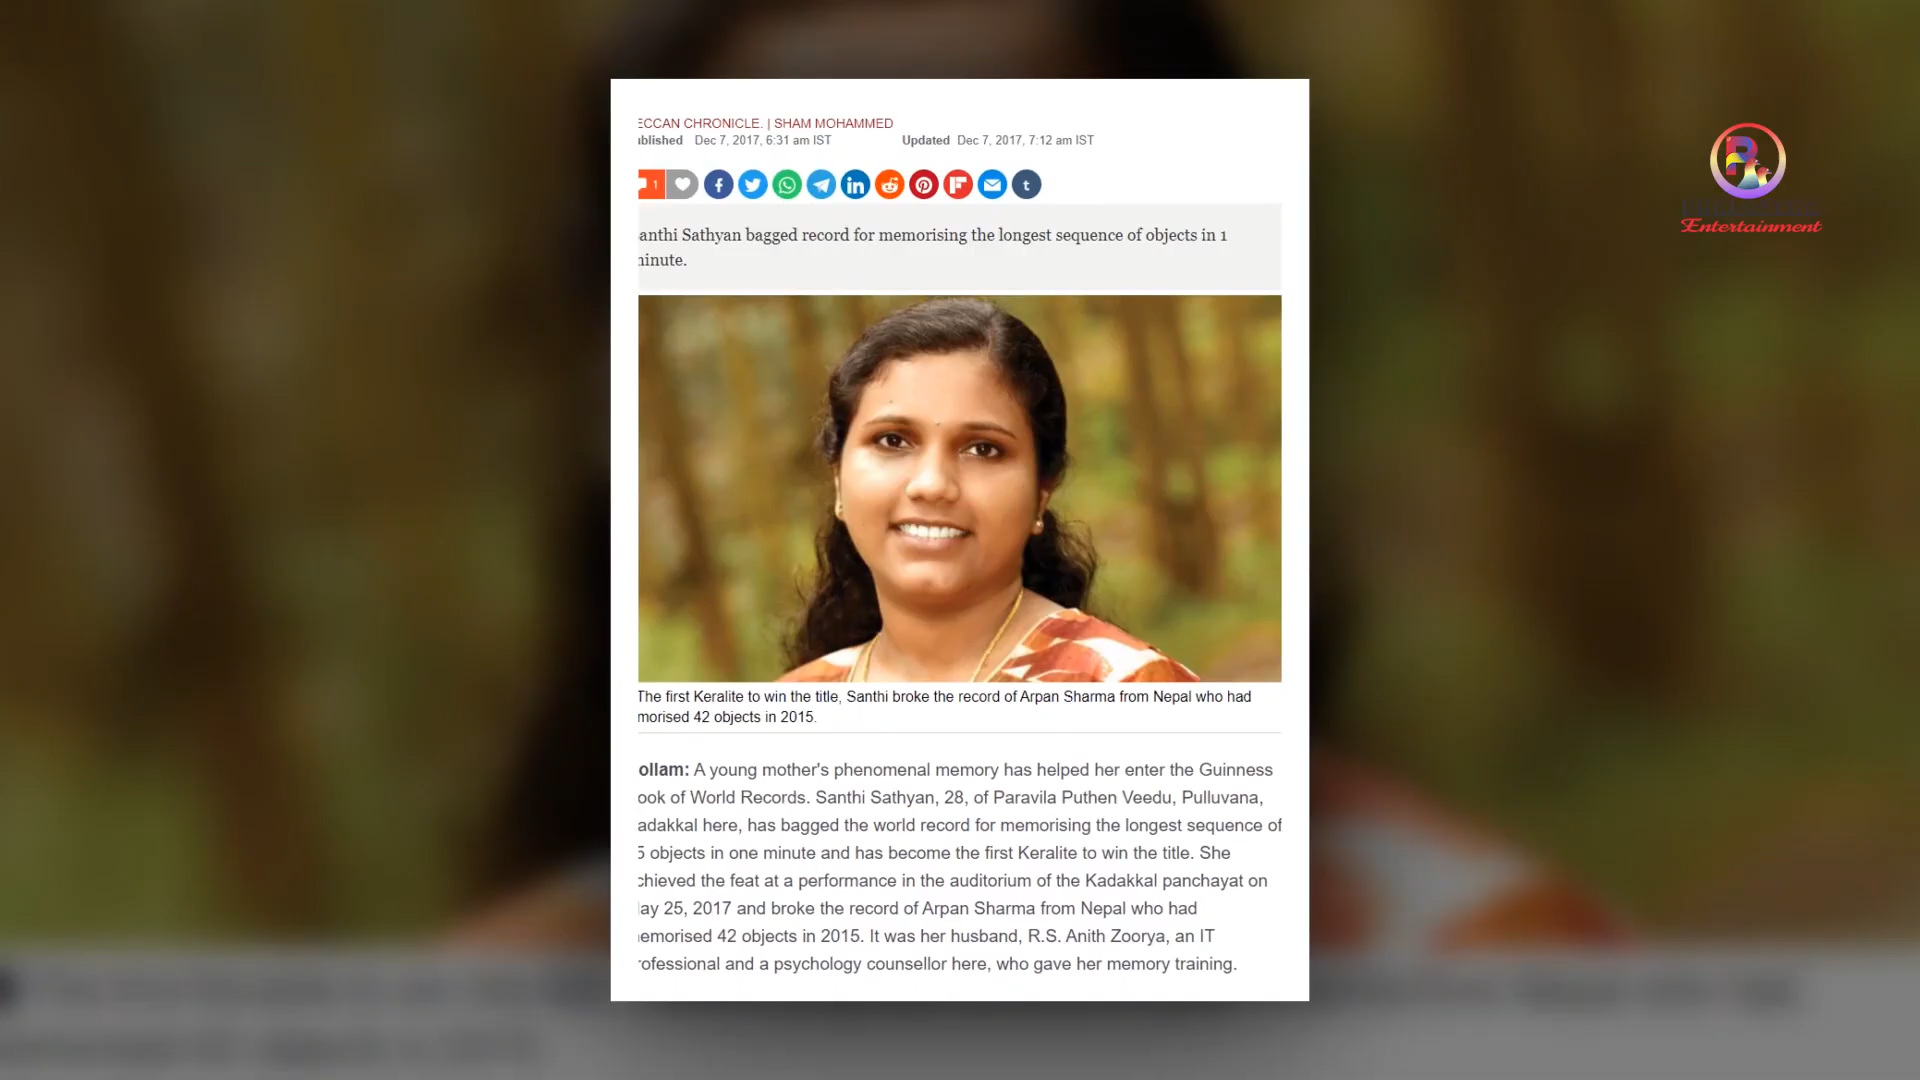 ECCAN CHRONICLE. | SHAM MOHAMMED
ublished Dec 7, 2017, 6:31 am IST Updated Dec 7, 2017, 7:12 am IST
1
anthi Sathyan bagged record for memorising the longest sequence of objects in 1
inute.
The first Keralite to win the title, Santhi broke the record of Arpan Sharma from Nepal who had
morised 42 objects in 2015.
ollam: A young mother's phenomenal memory has helped her enter the Guinness
ook of World Records. Santhi Sathyan, 28, of Paravila Puthen Veedu, Pulluvana,
adakkal here, has bagged the world record for memorising the longest sequence of
5 objects in one minute and has become the first Keralite to win the title. She
chieved the feat at a performance in the auditorium of the Kadakkal panchayat on
ay 25, 2017 and broke the record of Arpan Sharma from Nepal who had
emorised 42 objects in 2015. It was her husband, R.S. Anith Zoorya, an IT
rofessional and a psychology counsellor here, who gave her memory training.
Entertainment